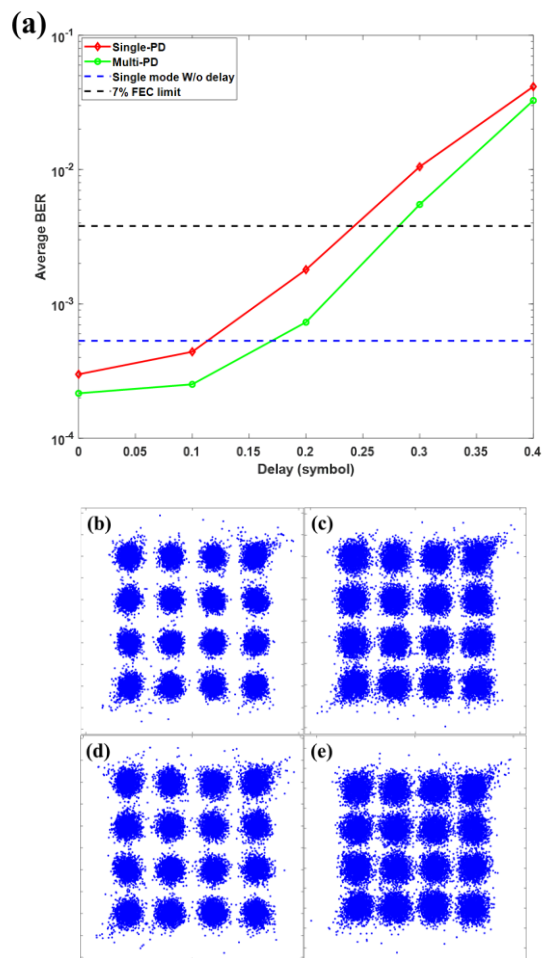 (a)
10^-1
Single-PD
Multi-PD
Single mode W/o delay
7% FEC limit
10^-2
Average BER
10^-3
10^-4
0 0.05 0.1 0.15 0.2 0.25 0.3 0.35 0.4
Delay (symbol)
(b) (c)
(d) (e)